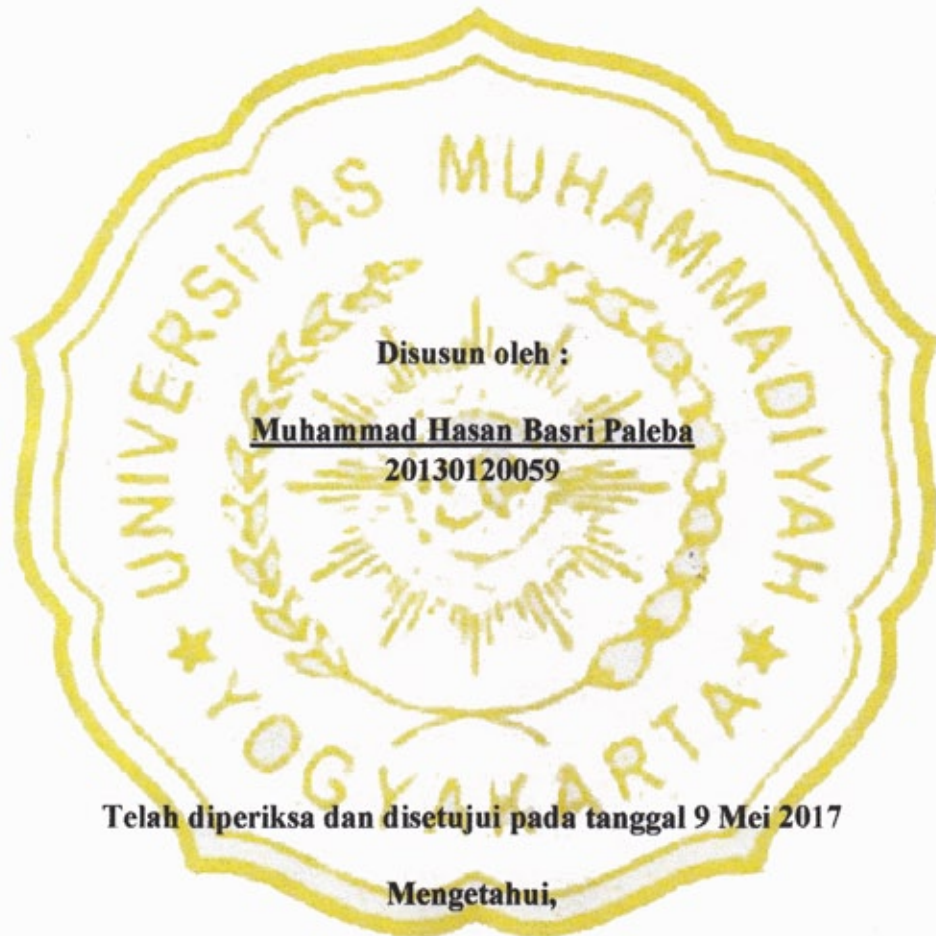 UNIVERSITAS MUHAMMADIYAH
★ YOGYAKARTA ★
Disusun oleh :
Muhammad Hasan Basri Paleba
20130120059
Telah diperiksa dan disetujui pada tanggal 9 Mei 2017
Mengetahui,